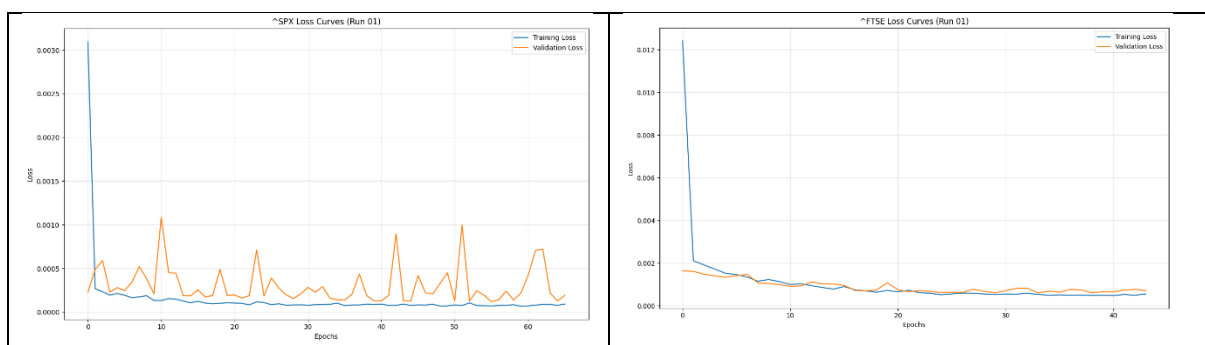 ^SPX Loss Curves (Run 01)
Training Loss
Validation Loss
0.0030
0.0025
0.0020
0.0015
0.0010
0.0005
0.0000
Loss
0 10 20 30 40 50 60
Epochs
^FTSE Loss Curves (Run 01)
Training Loss
Validation Loss
0.012
0.010
0.008
0.006
0.004
0.002
0.000
Loss
0 10 20 30 40
Epochs